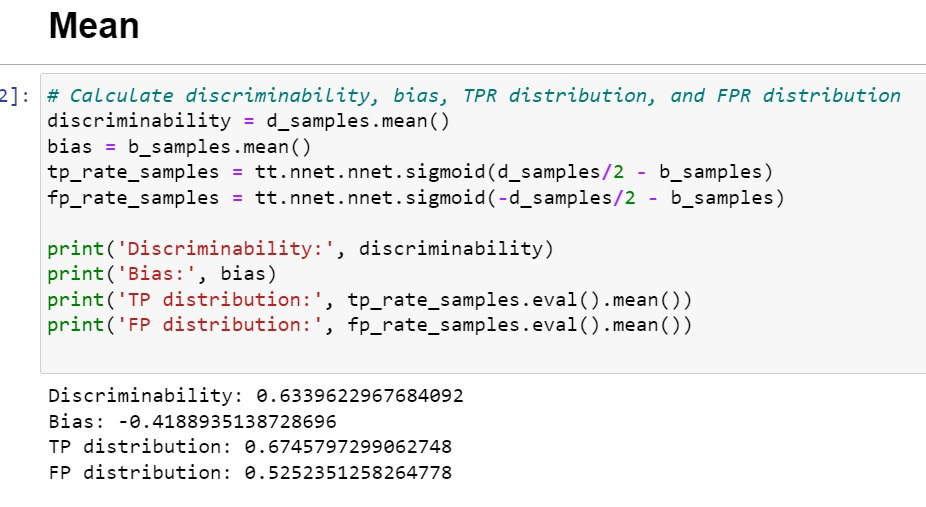 Mean
2]:
# Calculate discriminability, bias, TPR distribution, and FPR distribution
discriminability = d_samples.mean()
bias = b_samples.mean()
tp_rate_samples = tt.nnet.nnet.sigmoid(d_samples/2 - b_samples)
fp_rate_samples = tt.nnet.nnet.sigmoid(-d_samples/2 - b_samples)
print('Discriminability:', discriminability)
print('Bias:', bias)
print('TP distribution:', tp_rate_samples.eval().mean())
print('FP distribution:', fp_rate_samples.eval().mean())
Discriminability: 0.6339622967684092
Bias: -0.4188935138728696
TP distribution: 0.6745797299062748
FP distribution: 0.5252351258264778